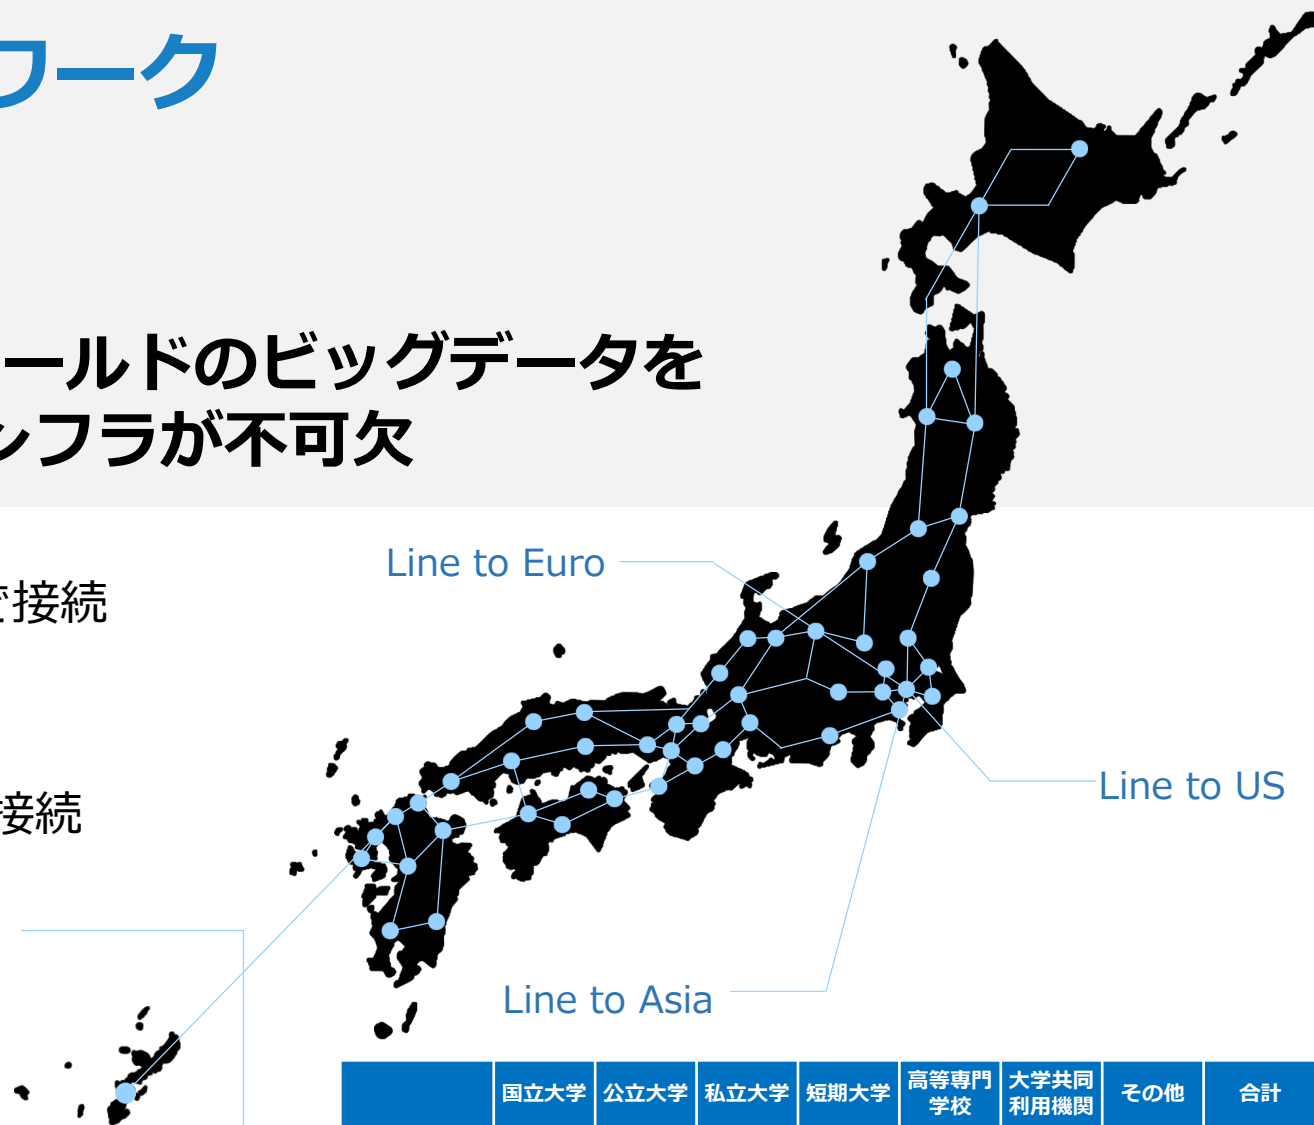 ワーク
ールドのビッグデータを
ンフラが不可欠
Line to Euro
で接続
Line to US
接続
Line to Asia
国立大学 公立大学 私立大学 短期大学 高等専門学校 大学共同利用機関 その他 合計